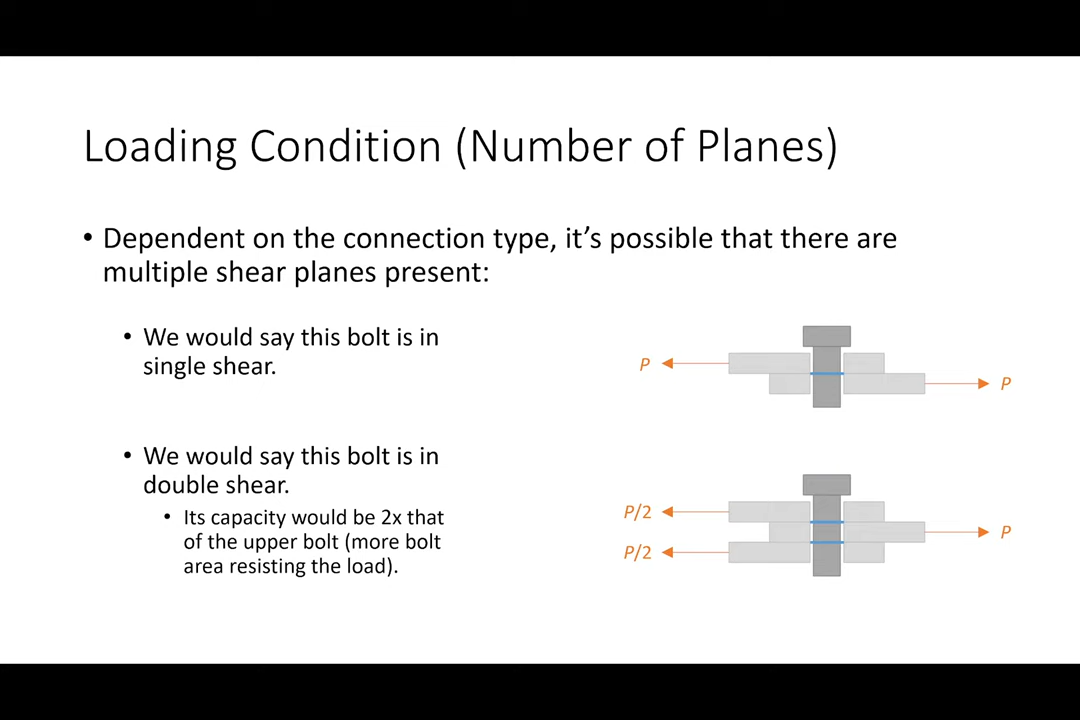 Loading Condition (Number of Planes)
• Dependent on the connection type, it’s possible that there are
multiple shear planes present:
• We would say this bolt is in
single shear.
P
P
• We would say this bolt is in
double shear.
• Its capacity would be 2x that
of the upper bolt (more bolt
area resisting the load).
P/2
P
P/2